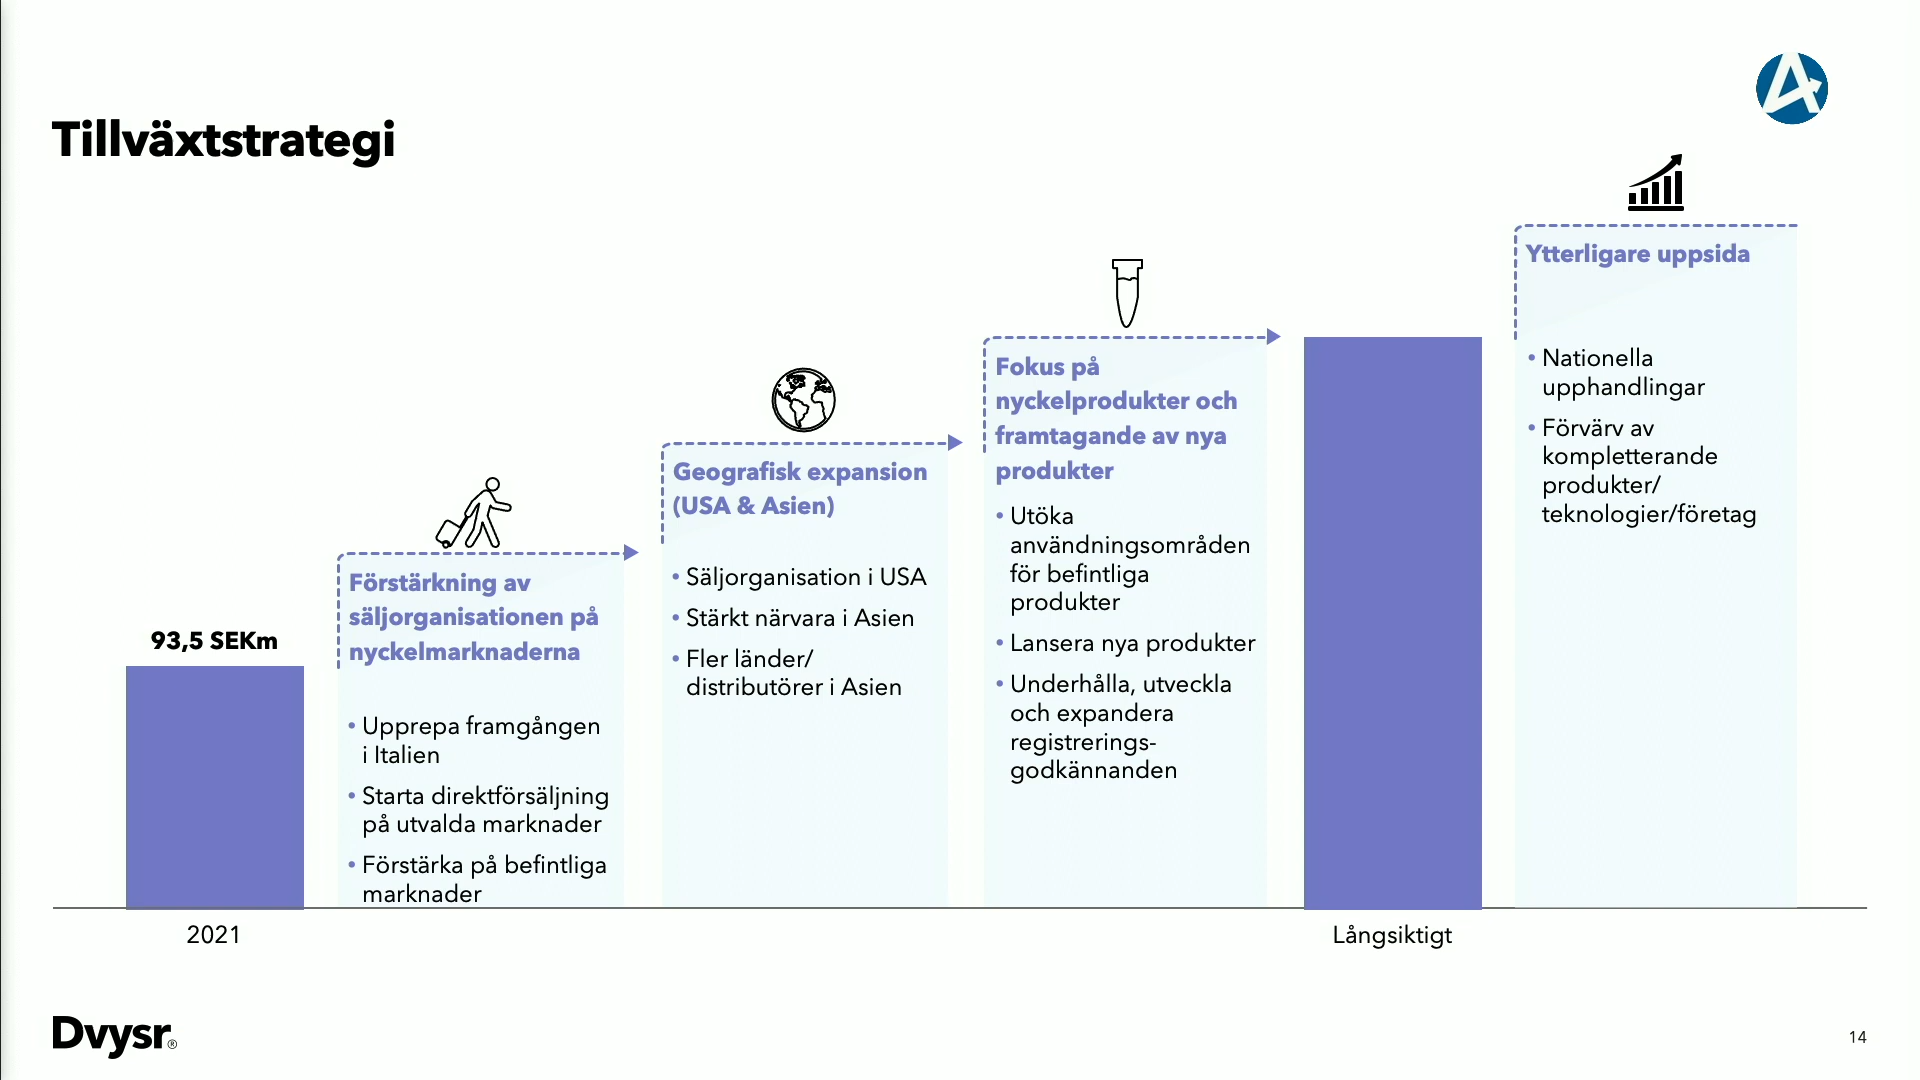 Tillväxtstrategi
93,5 SEKm
2021
Förstärkning av
säljorganisationen på
nyckelmarknaderna
• Upprepa framgången
i Italien
• Starta direktförsäljning
på utvalda marknader
• Förstärka på befintliga
marknader
Geografisk expansion
(USA & Asien)
• Säljorganisation i USA
• Stärkt närvara i Asien
• Fler länder/
distributörer i Asien
Fokus på
nyckelprodukter och
framtagande av nya
produkter
• Utöka
användningsområden
för befintliga
produkter
• Lansera nya produkter
• Underhålla, utveckla
och expandera
registrerings-
godkännanden
Långsiktigt
Ytterligare uppsida
• Nationella
upphandlingar
• Förvärv av
kompletterande
produkter/
teknologier/företag
Dvysr®
14